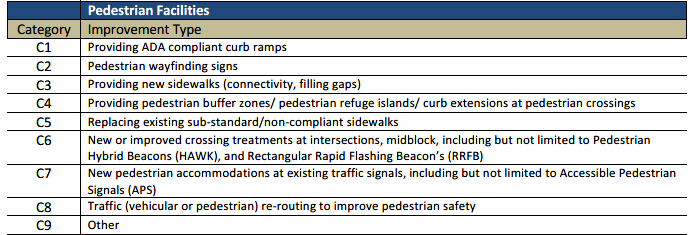 Pedestrian Facilities
Category Improvement Type
C1 Providing ADA compliant curb ramps
C2 Pedestrian wayfinding signs
C3 Providing new sidewalks (connectivity, filling gaps)
C4 Providing pedestrian buffer zones/ pedestrian refuge islands/ curb extensions at pedestrian crossings
C5 Replacing existing sub-standard/non-compliant sidewalks
C6 New or improved crossing treatments at intersections, midblock, including but not limited to Pedestrian
Hybrid Beacons (HAWK), and Rectangular Rapid Flashing Beacon's (RRFB)
C7 New pedestrian accommodations at existing traffic signals, including but not limited to Accessible Pedestrian
Signals (APS)
C8 Traffic (vehicular or pedestrian) re-routing to improve pedestrian safety
C9 Other